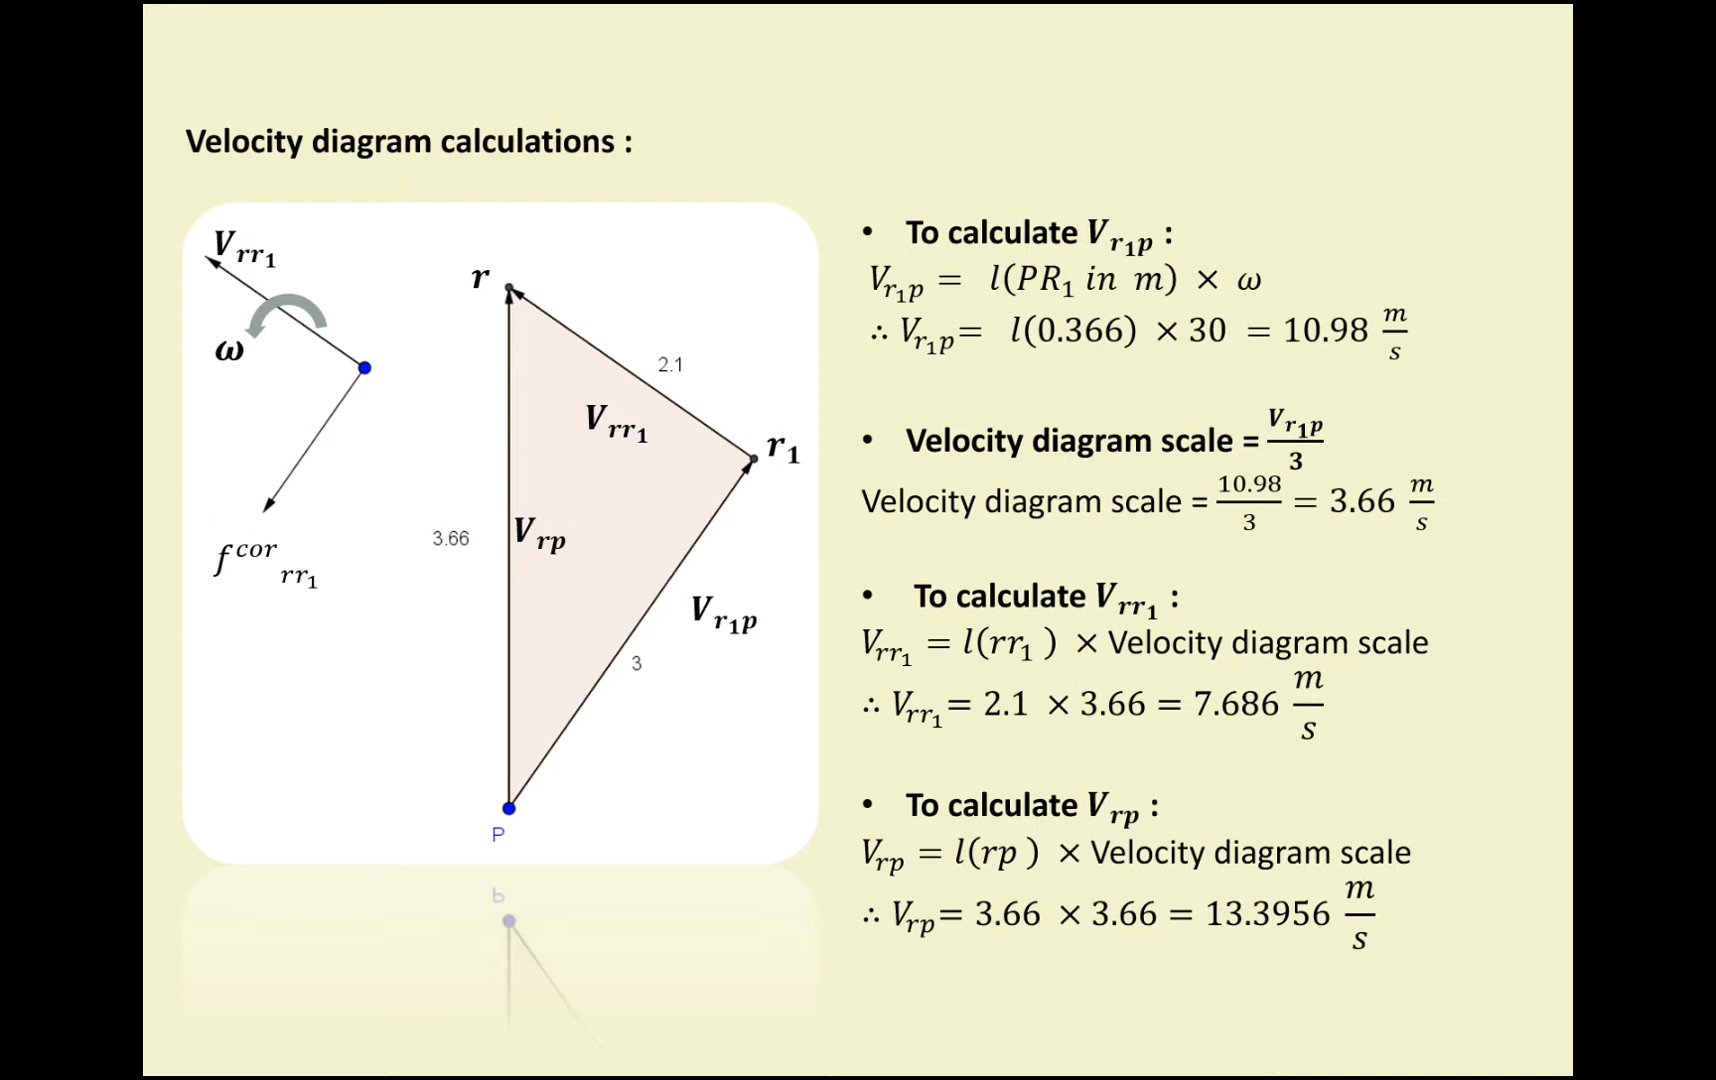 Velocity diagram calculations :
V_rr₁
ω
f^cor_rr₁
r
2.1
V_rr₁
r₁
3.66
V_rp
V_r₁p
3
P
• To calculate V_r₁p :
V_r₁p = l(PR₁ in m) × ω
∴ V_r₁p = l(0.366) × 30 = 10.98 m/s
• Velocity diagram scale = V_r₁p/3
Velocity diagram scale = 10.98/3 = 3.66 m/s
• To calculate V_rr₁ :
V_rr₁ = l(rr₁ ) × Velocity diagram scale
∴ V_rr₁ = 2.1 × 3.66 = 7.686 m/s
• To calculate V_rp :
V_rp = l(rp ) × Velocity diagram scale
∴ V_rp = 3.66 × 3.66 = 13.3956 m/s